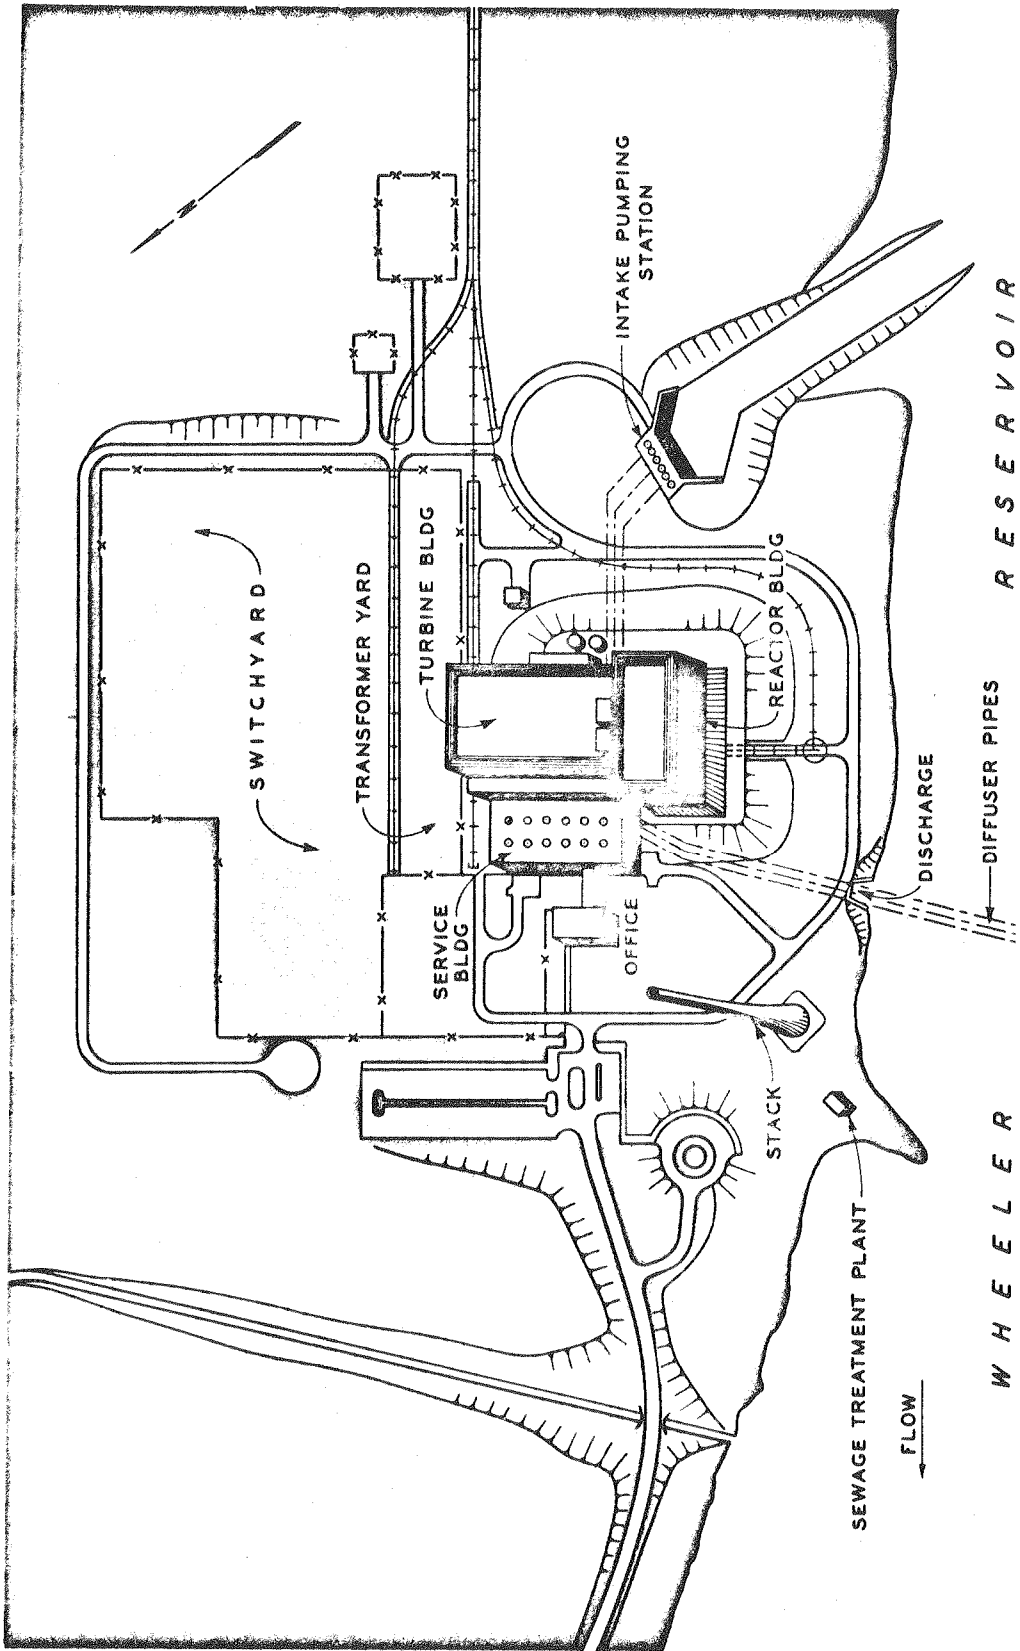 N
SWITCHYARD
TRANSFORMER YARD
TURBINE BLDG
INTAKE PUMPING
STATION
SERVICE
BLDG
OFFICE
REACTOR BLDG
STACK
DISCHARGE
DIFFUSER PIPES
SEWAGE TREATMENT PLANT
FLOW
WHEELER RESERVOIR